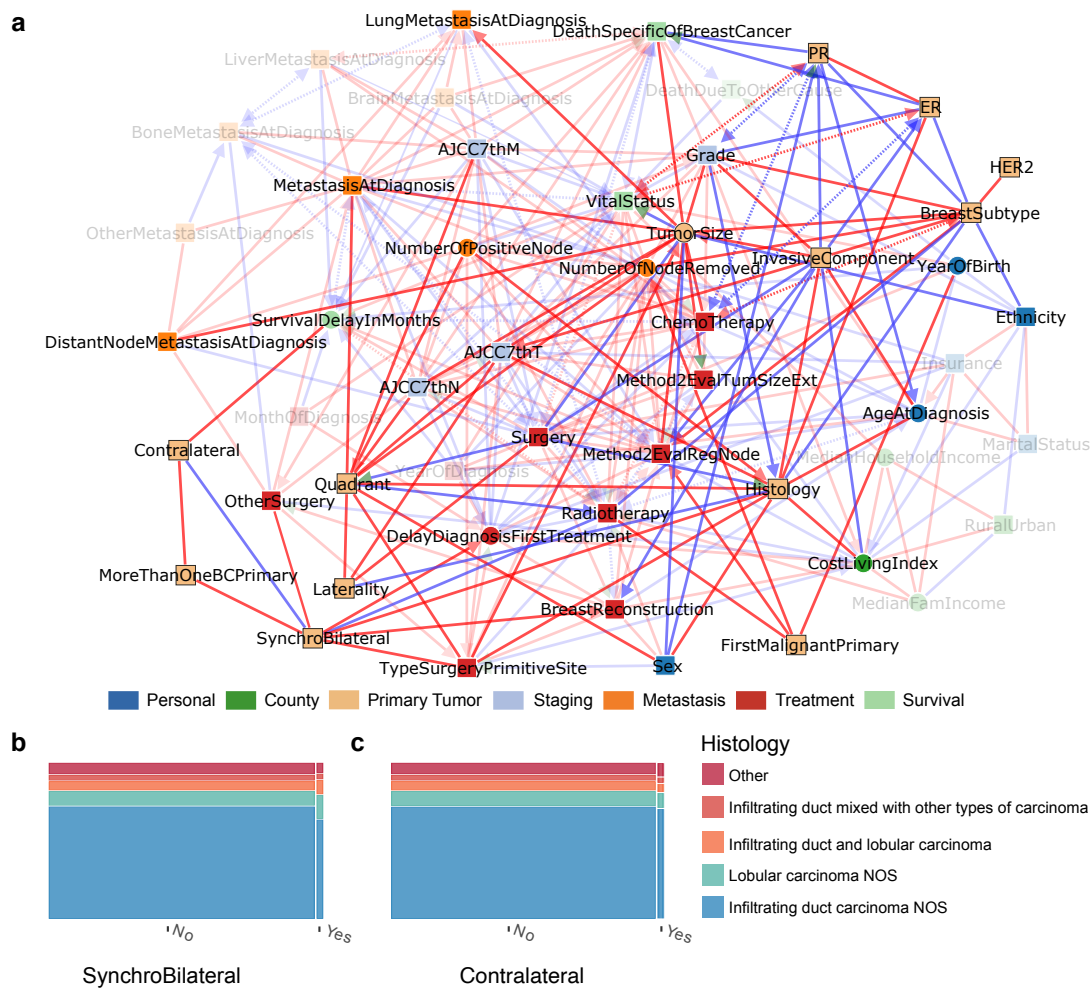 a
LungMetastasisAtDiagnosis
DeathSpecificOfBreastCancer
PR
LiverMetastasisAtDiagnosis
BrainMetastasisAtDiagnosis
DeathDueToOtherCause
ER
BoneMetastasisAtDiagnosis
AJCC7thM
Grade
HER2
MetastasisAtDiagnosis
VitalStatus
BreastSubtype
OtherMetastasisAtDiagnosis
TumorSize
NumberOfPositiveNode
InvasiveComponent
NumberOfNodeRemoved
YearOfBirth
SurvivalDelayInMonths
ChemoTherapy
Ethnicity
DistantNodeMetastasisAtDiagnosis
AJCC7thT
Insurance
AJCC7thN
Method2EvalTumSizeExt
MonthOfDiagnosis
AgeAtDiagnosis
Contralateral
Surgery
Method2EvalRegNode
MedianHouseholdIncome
MaritalStatus
YearOfDiagnosis
Quadrant
Histology
OtherSurgery
Radiotherapy
RuralUrban
DelayDiagnosisFirstTreatment
CostLivingIndex
MoreThanOneBCPrimary
Laterality
BreastReconstruction
MedianFamIncome
SynchroBilateral
FirstMalignantPrimary
TypeSurgeryPrimitiveSite
Sex
Personal County Primary Tumor Staging Metastasis Treatment Survival
b
No
Yes
SynchroBilateral
c
No
Yes
Contralateral
Histology
Other
Infiltrating duct mixed with other types of carcinoma
Infiltrating duct and lobular carcinoma
Lobular carcinoma NOS
Infiltrating duct carcinoma NOS